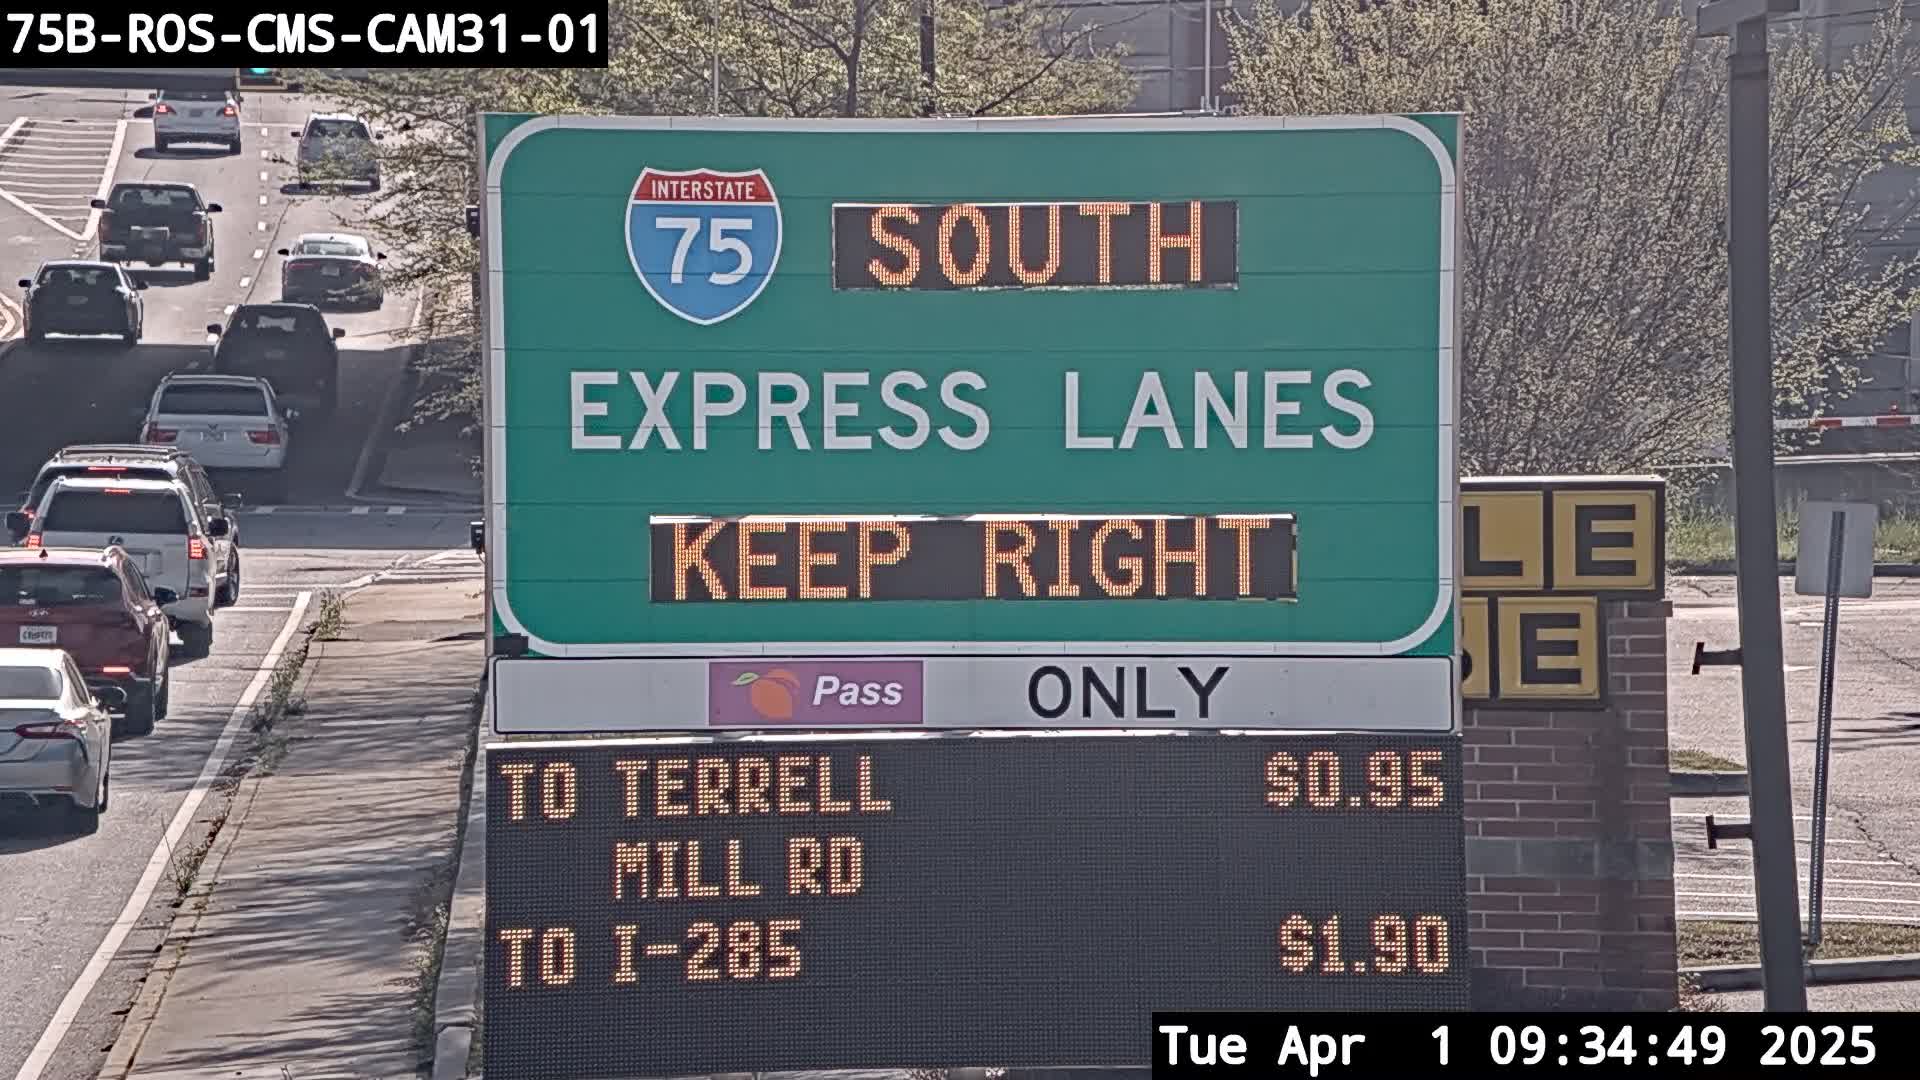 75B-ROS-CMS-CAM31-01
INTERSTATE
75
SOUTH
EXPRESS LANES
KEEP RIGHT
Pass ONLY
TO TERRELL $0.95
MILL RD
TO I-285 $1.90
LE
E
Tue Apr 1 09:34:49 2025